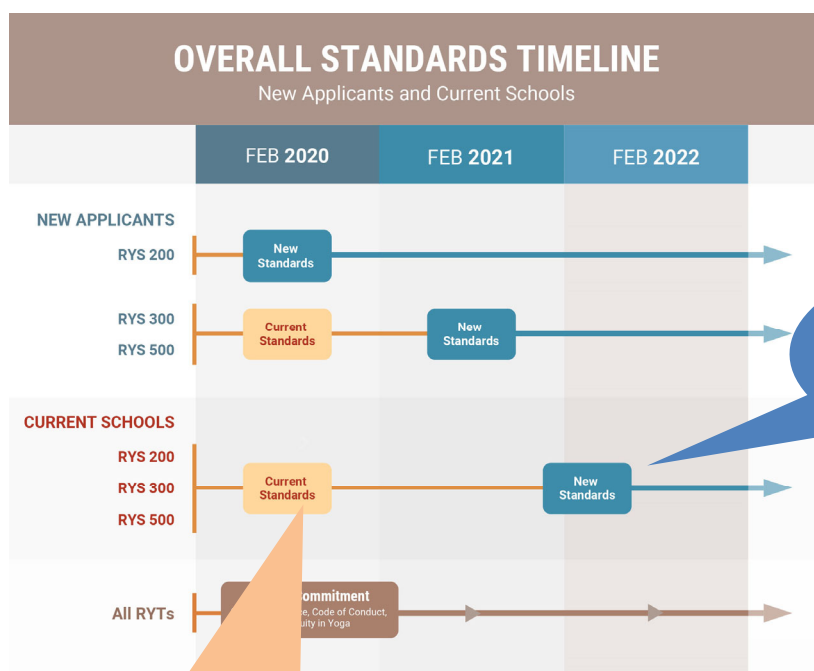 OVERALL STANDARDS TIMELINE
New Applicants and Current Schools
FEB 2020
FEB 2021
FEB 2022
NEW APPLICANTS
RYS 200
New
Standards
RYS 300
RYS 500
Current
Standards
New
Standards
CURRENT SCHOOLS
RYS 200
RYS 300
RYS 500
Current
Standards
New
Standards
All RYTs
Code of Conduct,
in Yoga